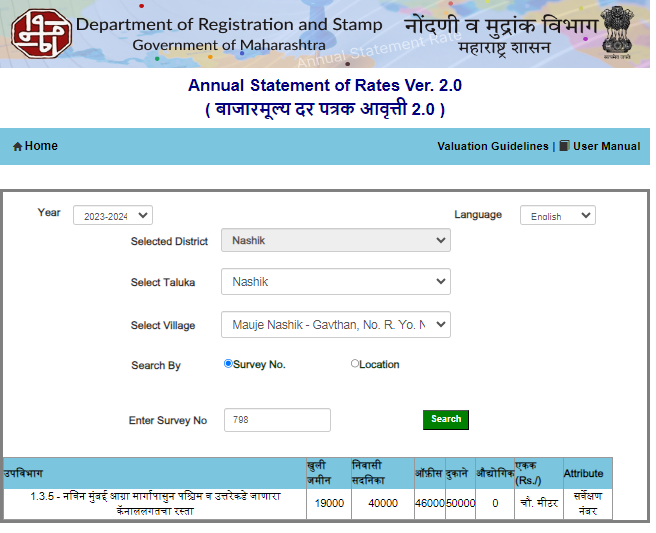 Department of Registration and Stamp
Government of Maharashtra
नोंदणी व मुद्रांक विभाग
महाराष्ट्र शासन
Annual Statement Rate
Annual Statement of Rates Ver. 2.0
( बाजारमूल्य दर पत्रक आवृत्ती 2.0 )
Home
Valuation Guidelines | User Manual
Year 2023-2024 Language English
Selected District Nashik
Select Taluka Nashik
Select Village Mauje Nashik - Gavthan, No. R. Yo. N
Search By Survey No. Location
Enter Survey No 798 Search
उपविभाग खुली जमीन निवासी सदनिका ऑफ़ीस दुकाने औद्योगिक एकक (Rs./) Attribute
1.3.5 - नविन मुंबई आग्रा मार्गापासुन पश्चिम व उत्तरेकडे जाणारा 19000 40000 46000 50000 0 चौ. मीटर सर्वेक्षण
कॅनाललगतचा रस्ता नंबर